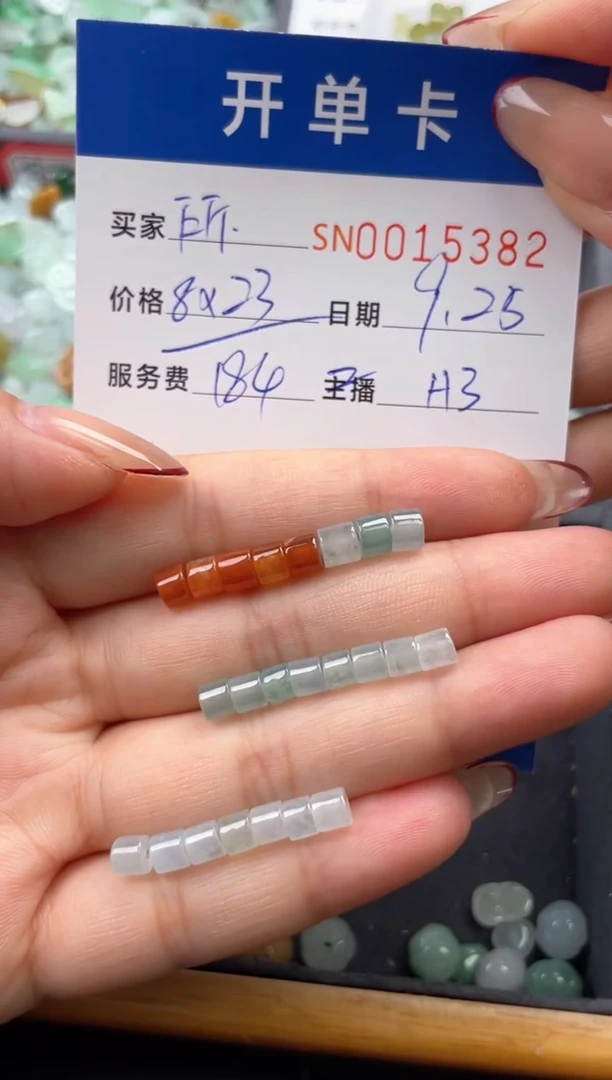 开单卡
买家 SN0015382
价格 8x23 日期 9.25
服务费 184 主播 H3